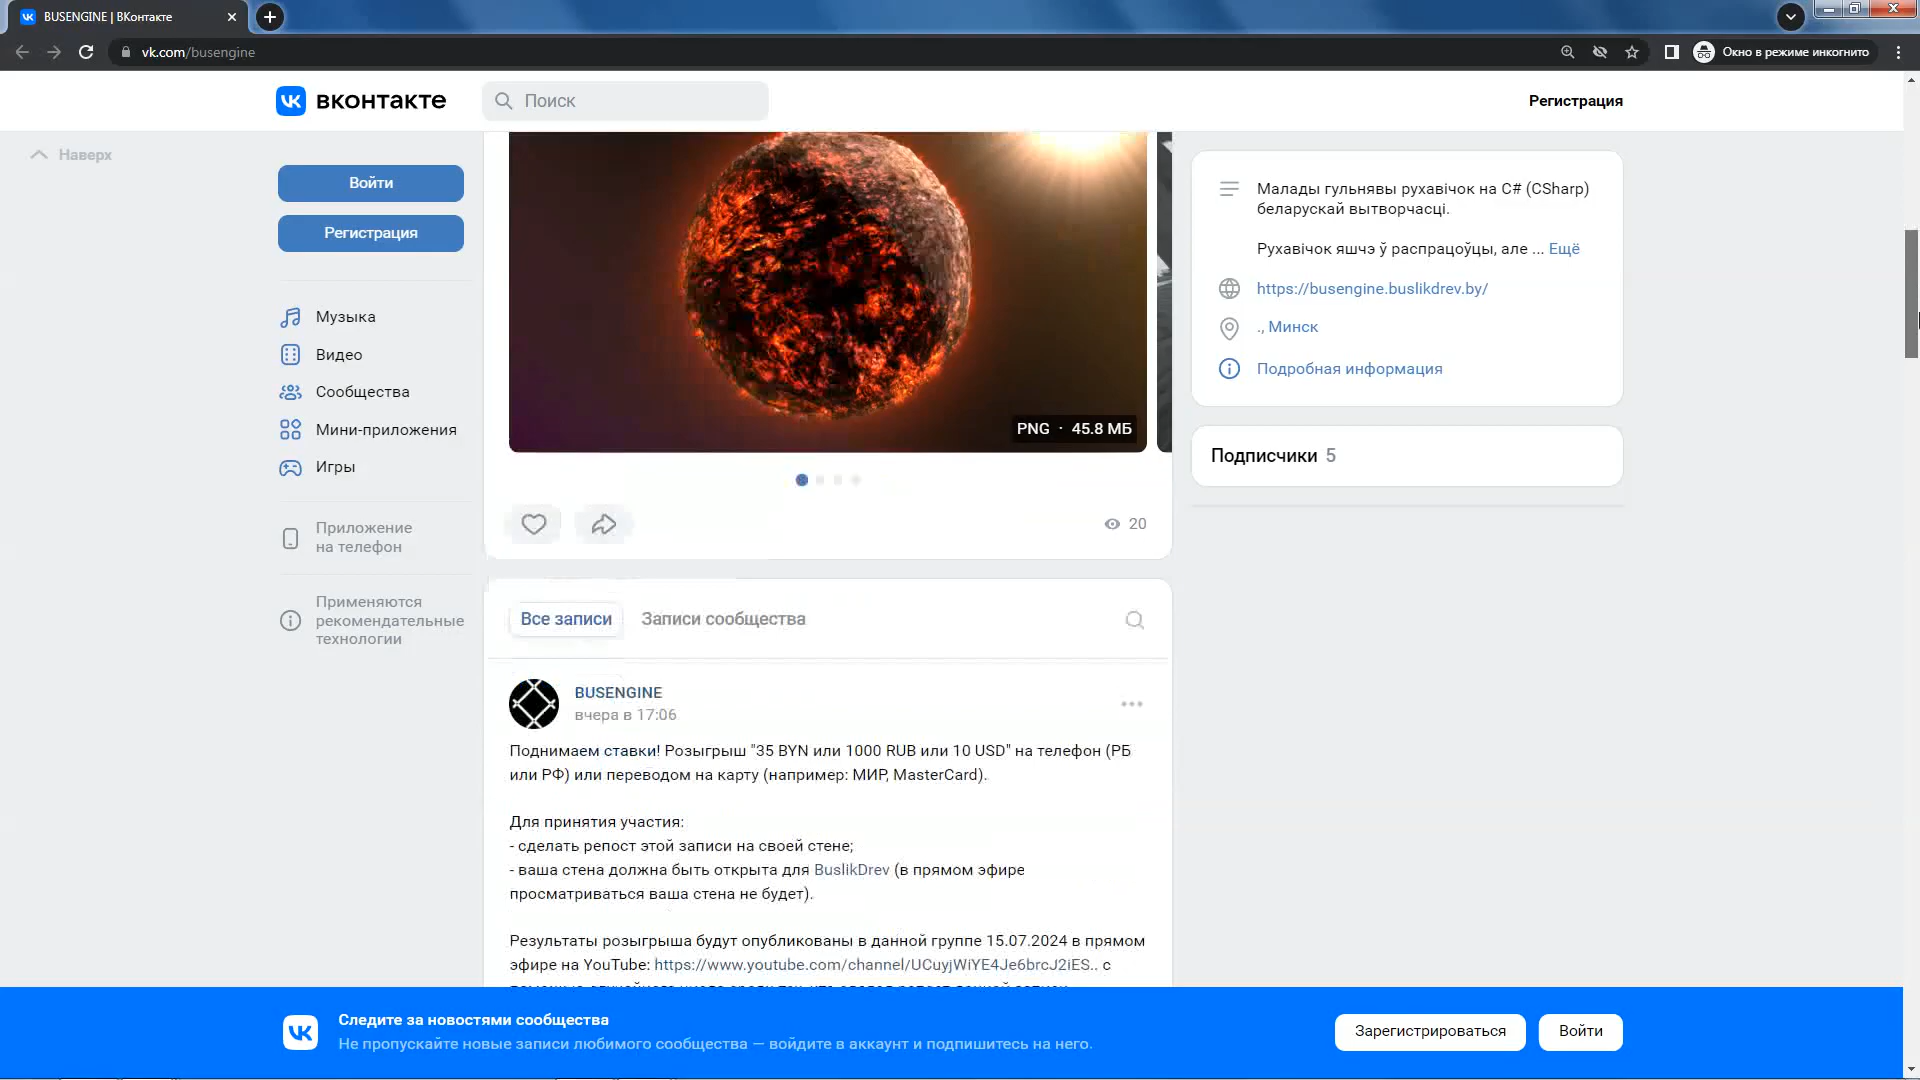 BUSENGINE | ВКонтакте
vk.com/busengine
Окно в режиме инкогнито
вконтакте
Поиск
Регистрация
Наверх
Войти
Регистрация
Музыка
Видео
Сообщества
Мини-приложения
Игры
Приложение
на телефон
Применяются
рекомендательные
технологии
PNG · 45.8 МБ
20
Все записи
Записи сообщества
BUSENGINE
вчера в 17:06
Поднимаем ставки! Розыгрыш "35 BYN или 1000 RUB или 10 USD" на телефон (РБ
или РФ) или переводом на карту (например: МИР, MasterCard).
Для принятия участия:
- сделать репост этой записи на своей стене;
- ваша стена должна быть открыта для BuslikDrev (в прямом эфире
просматриваться ваша стена не будет).
Результаты розыгрыша будут опубликованы в данной группе 15.07.2024 в прямом
эфире на YouTube: https://www.youtube.com/channel/UCuyjWiYE4Je6brcJ2iES.. с
Малады гульнявы рухавічок на C# (CSharp)
беларускай вытворчасці.
Рухавічок яшчэ ў распрацоўцы, але ... Ещё
https://busengine.buslikdrev.by/
., Минск
Подробная информация
Подписчики 5
Следите за новостями сообщества
Не пропускайте новые записи любимого сообщества — войдите в аккаунт и подпишитесь на него.
Зарегистрироваться
Войти